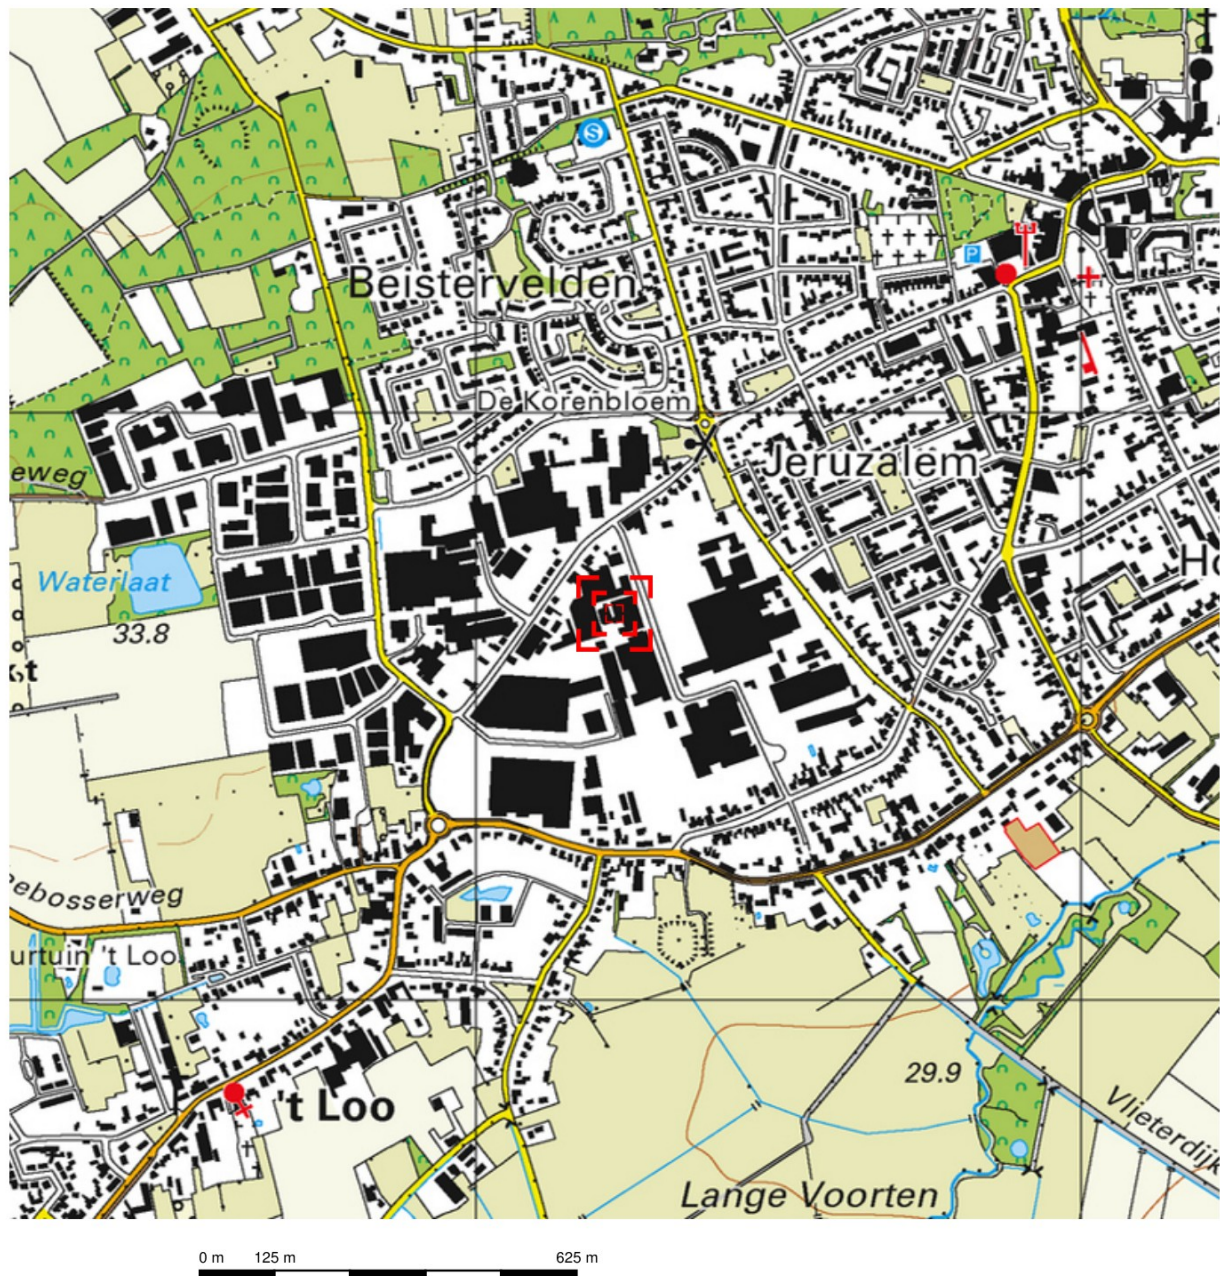 S
Beistervelden
P
De Korenbloem
Jeruzalem
eweg
Waterlaat
33.8
urtuin 't Loo
't Loo
29.9
Vlieterdijk
Lange Voorten
0 m 125 m 625 m